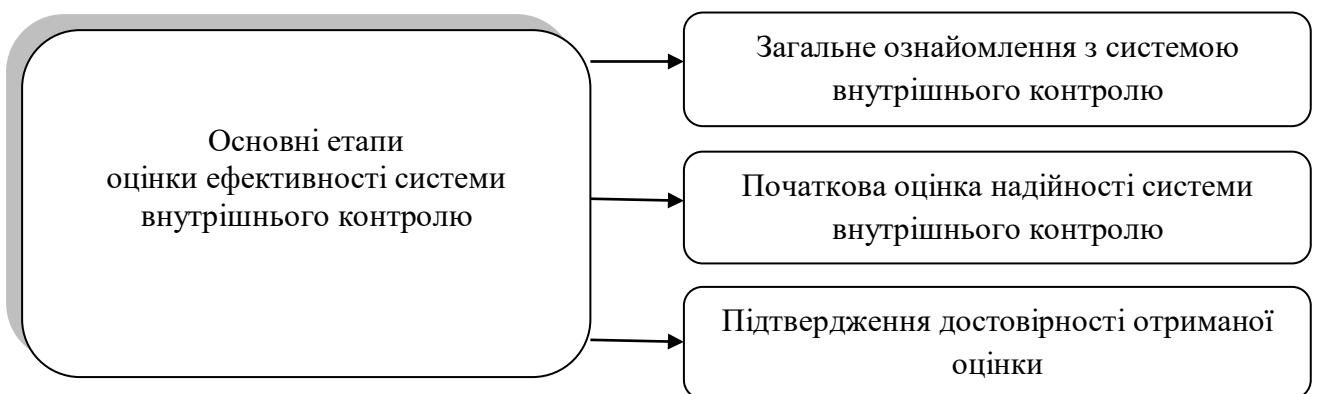 Основні етапи
оцінки ефективності системи
внутрішнього контролю
Загальне ознайомлення з системою
внутрішнього контролю
Початкова оцінка надійності системи
внутрішнього контролю
Підтвердження достовірності отриманої
оцінки